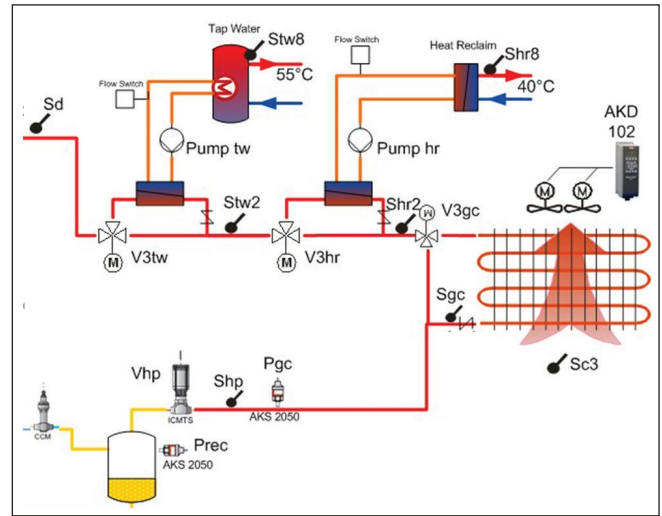 Tap Water
Stw8
Flow Switch
Heat Reclaim
Shr8
Flow Switch
55°C
40°C
AKD
102
Sd
M
M
M
Pump tw
Pump hr
Stw2
Shr2
M
V3gc
M
V3tw
M
V3hr
Sgc
Sc3
Vhp
Shp
Pgc
ICMTS
AKS 2050
CCM
Prec
AKS 2050